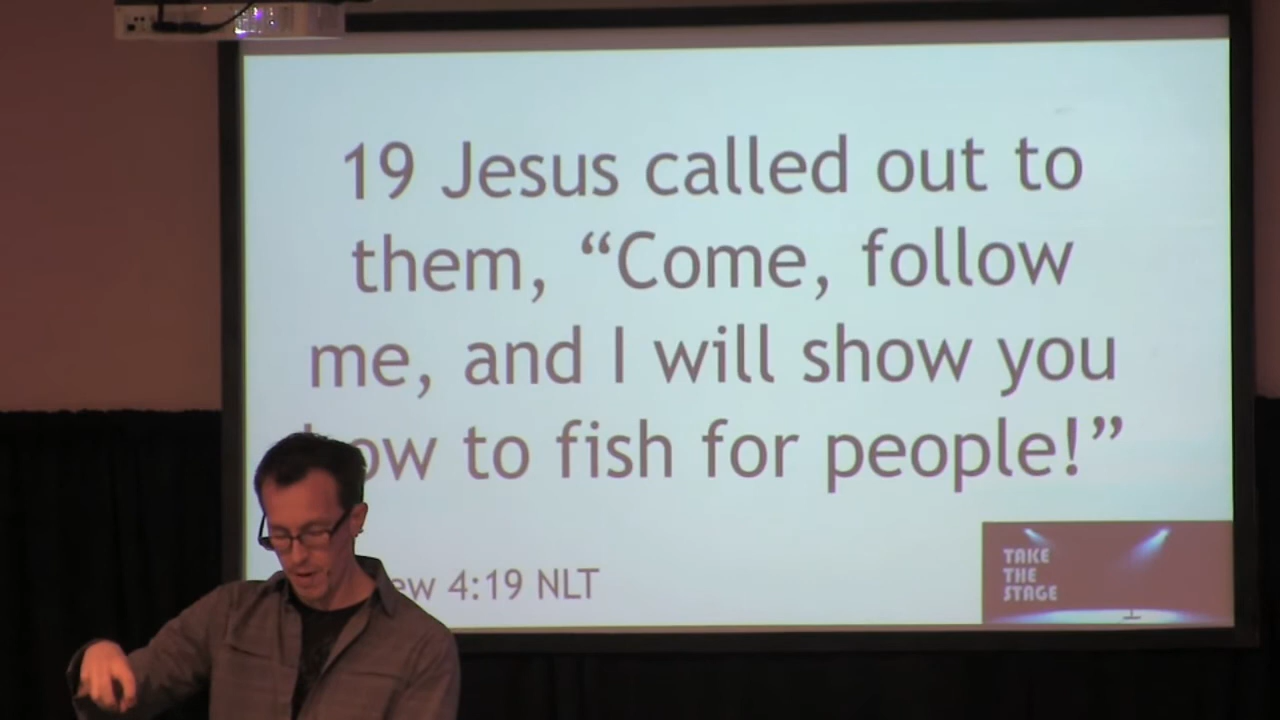 19 Jesus called out to
them, “Come, follow
me, and I will show you
how to fish for people!”
4:19 NLT
TAKE
THE
STAGE